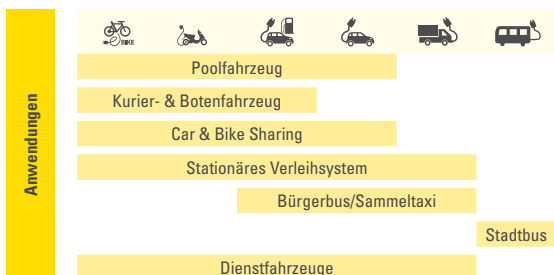 e BIKE
Poolfahrzeug
Kurier- & Botenfahrzeug
Car & Bike Sharing
Stationäres Verleihsystem
Bürgerbus/Sammeltaxi
Stadtbus
Dienstfahrzeuge
Anwendungen